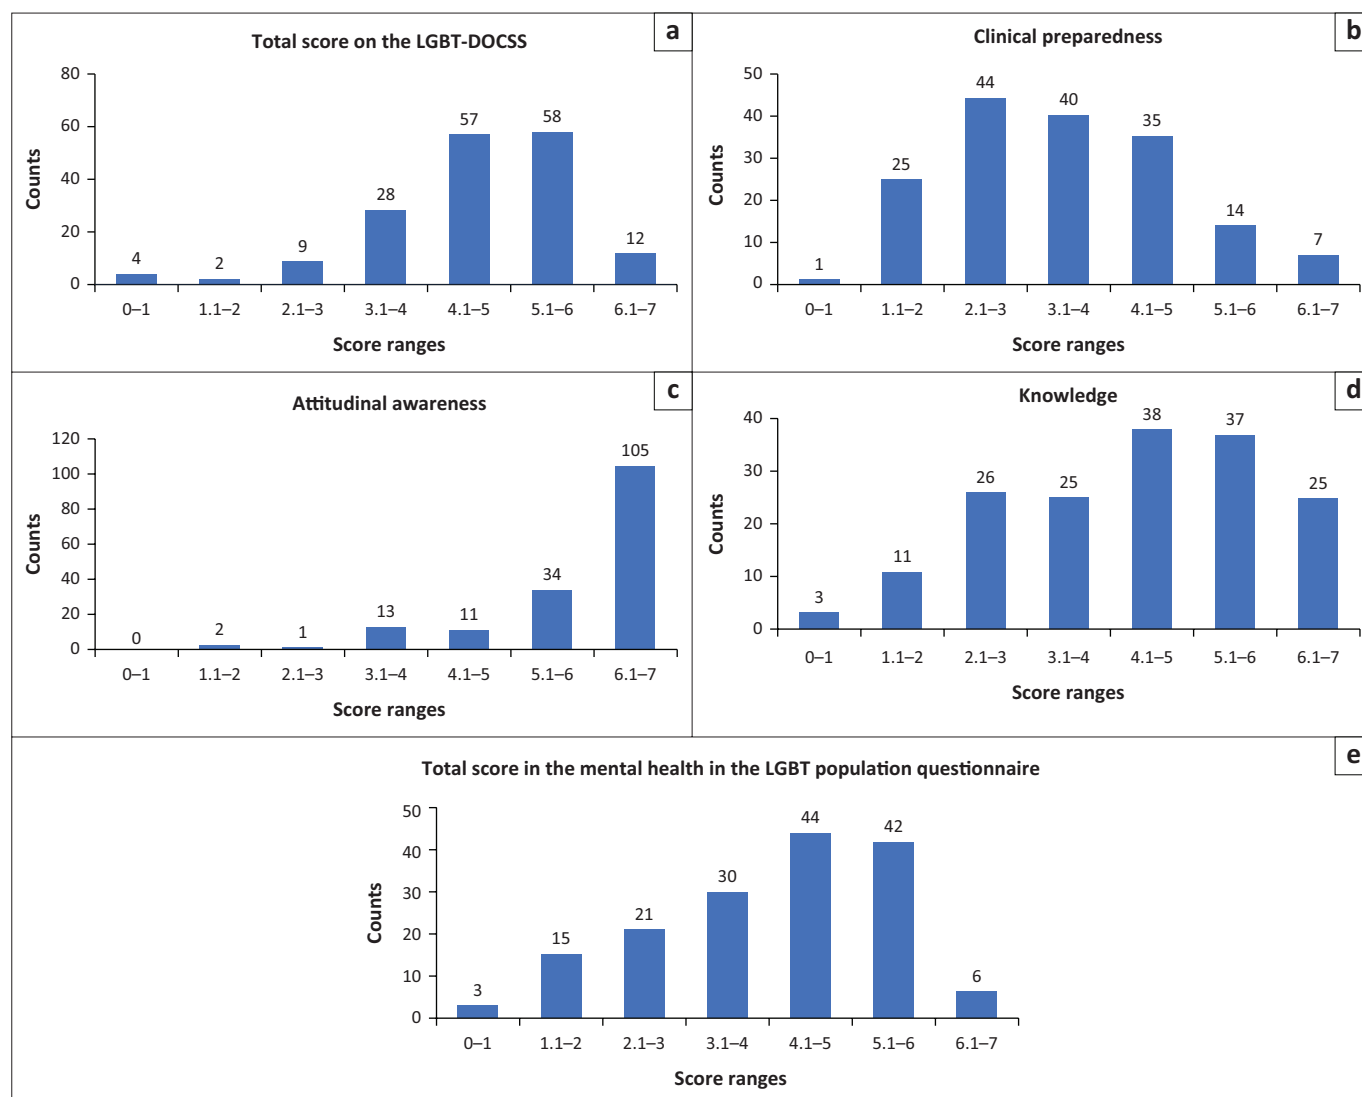 a
Total score on the LGBT-DOCSS
Counts
80
60
40
20
0
4
2
9
28
57
58
12
0–1 1.1–2 2.1–3 3.1–4 4.1–5 5.1–6 6.1–7
Score ranges
b
Clinical preparedness
Counts
50
40
30
20
10
0
1
25
44
40
35
14
7
0–1 1.1–2 2.1–3 3.1–4 4.1–5 5.1–6 6.1–7
Score ranges
c
Attitudinal awareness
Counts
120
100
80
60
40
20
0
0
2
1
13
11
34
105
0–1 1.1–2 2.1–3 3.1–4 4.1–5 5.1–6 6.1–7
Score ranges
d
Knowledge
Counts
40
30
20
10
0
3
11
26
25
38
37
25
0–1 1.1–2 2.1–3 3.1–4 4.1–5 5.1–6 6.1–7
Score ranges
e
Total score in the mental health in the LGBT population questionnaire
Counts
50
40
30
20
10
0
3
15
21
30
44
42
6
0–1 1.1–2 2.1–3 3.1–4 4.1–5 5.1–6 6.1–7
Score ranges